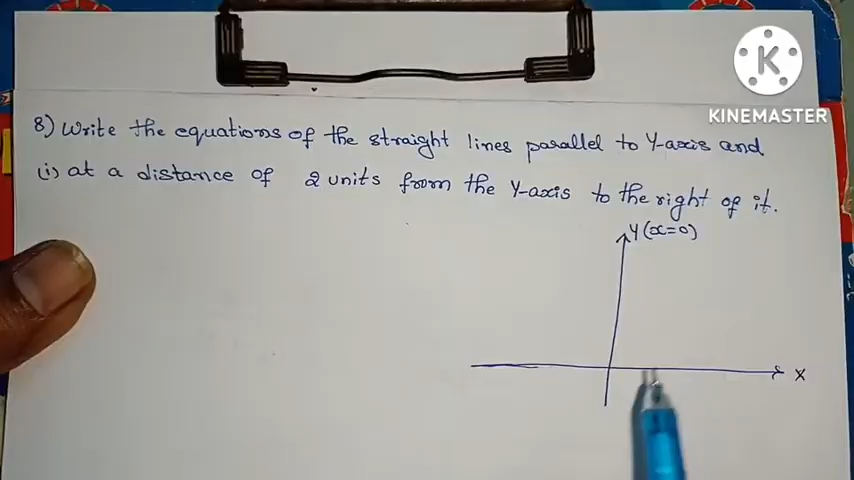 KINEMASTER
8) Write the equations of the straight lines parallel to Y-axis and
(i) at a distance of 2 units from the Y-axis to the right of it.
Y(x=0)
X